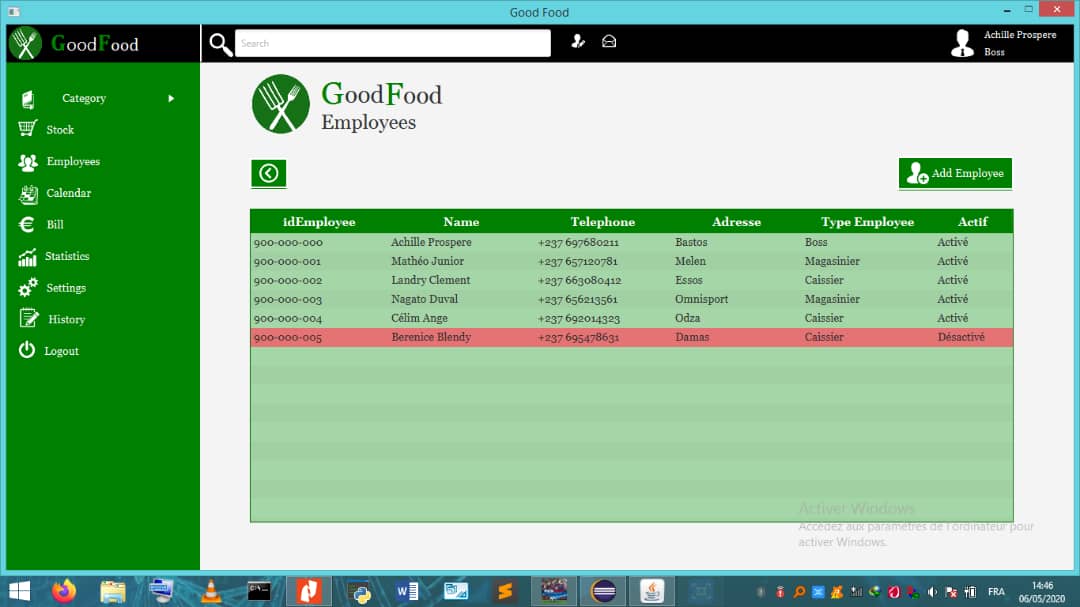 Good Food
GoodFood
Search
Achille Prospere
Boss
Category
Stock
Employees
Calendar
Bill
Statistics
Settings
History
Logout
GoodFood
Employees
Add Employee
idEmployee Name Telephone Adresse Type Employee Actif
900-000-000 Achille Prospere +237 697680211 Bastos Boss Activé
900-000-001 Mathéo Junior +237 657120781 Melen Magasinier Activé
900-000-002 Landry Clement +237 663080412 Essos Caissier Activé
900-000-003 Nagato Duval +237 656213561 Omnisport Magasinier Activé
900-000-004 Célim Ange +237 692014323 Odza Caissier Activé
900-000-005 Berenice Blendy +237 695478631 Damas Caissier Désactivé
Activer Windows
Accédez aux paramètres de l'ordinateur pour
activer Windows.
FRA
14:46
06/05/2020